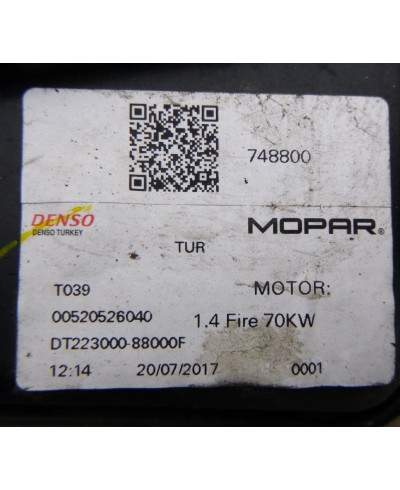 748800
DENSO MOPAR®
DENSO TURKEY
TUR
T039 MOTOR:
00520526040 1.4 Fire 70KW
DT223000-88000F
12:14 20/07/2017 0001